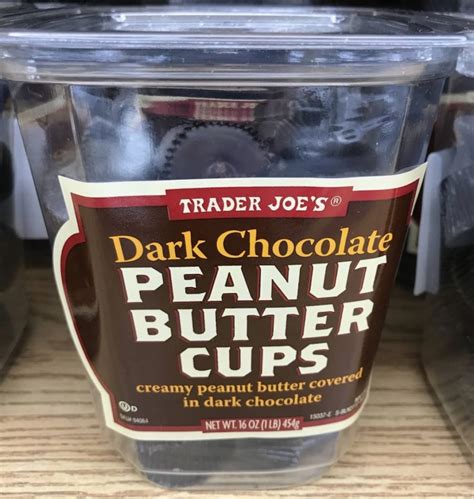 TRADER JOE'S®
Dark Chocolate
PEANUT
BUTTER
CUPS
creamy peanut butter covered
in dark chocolate
NET WT. 16 OZ (1 LB) 454g
Ⓤ D